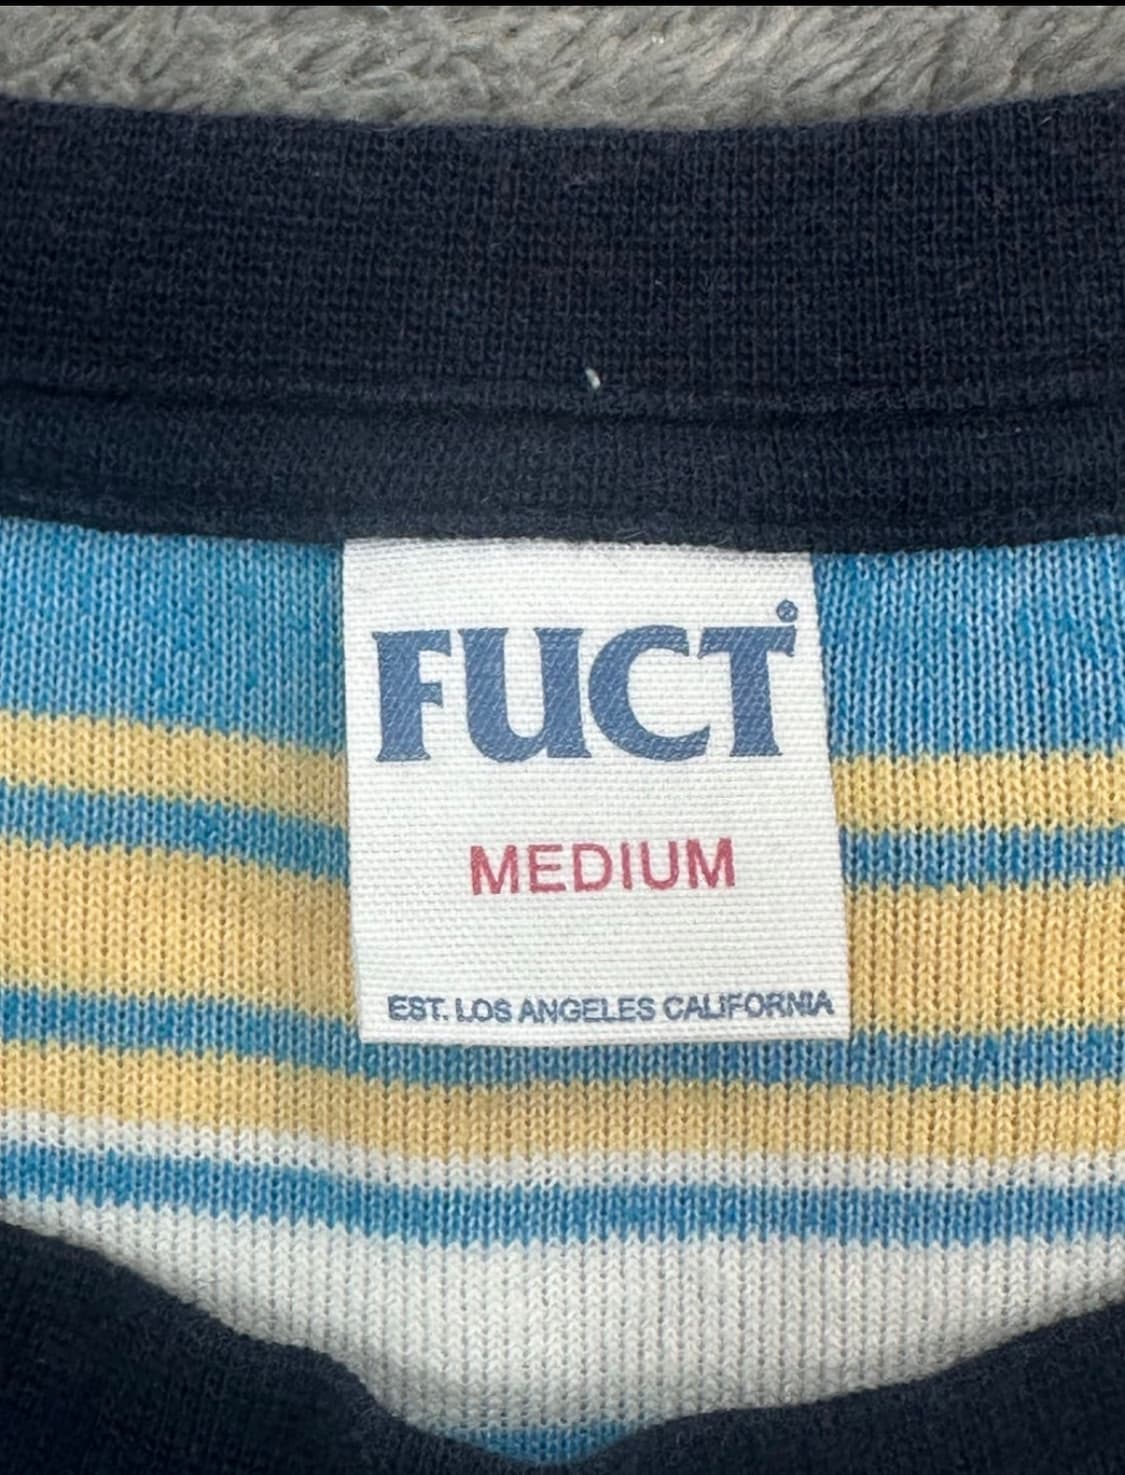 FUCT®
MEDIUM
EST. LOS ANGELES CALIFORNIA